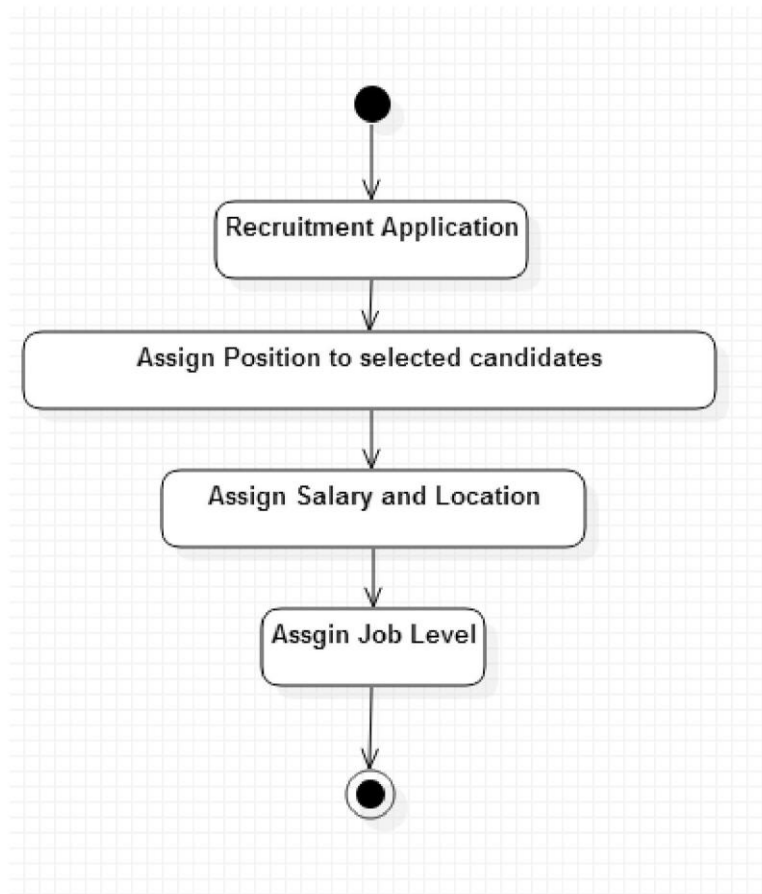 Recruitment Application
Assign Position to selected candidates
Assign Salary and Location
Assgin Job Level